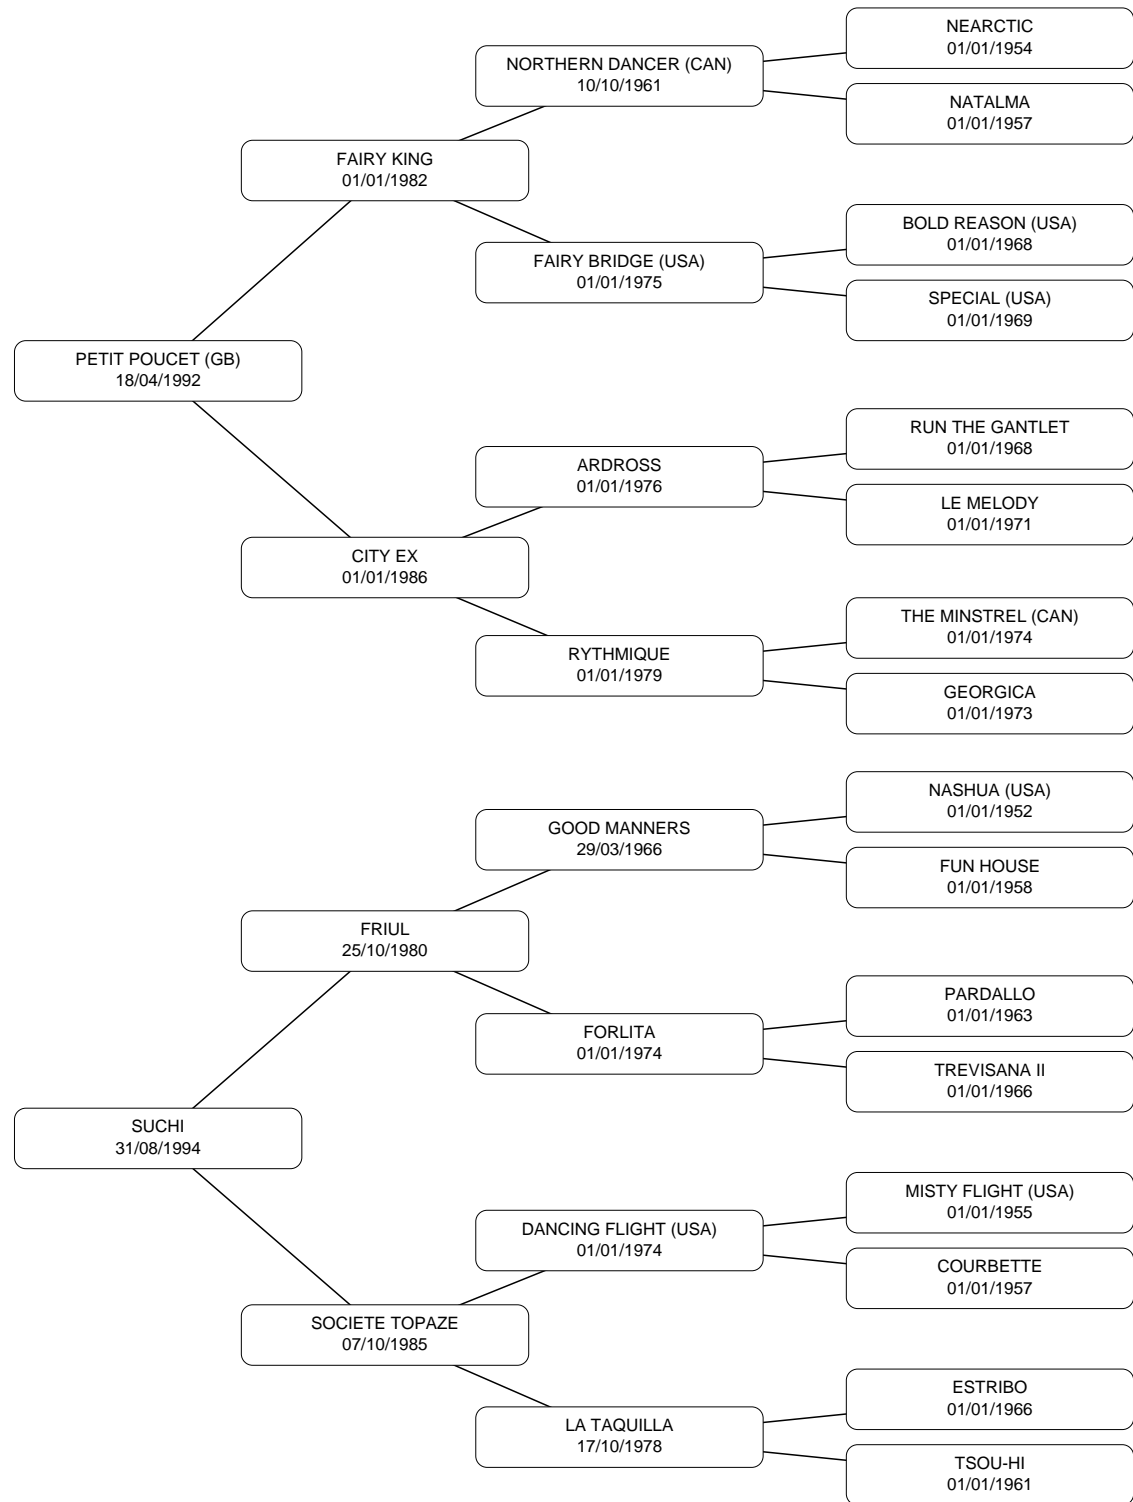 NEARCTIC
01/01/1954
NORTHERN DANCER (CAN)
10/10/1961
NATALMA
01/01/1957
FAIRY KING
01/01/1982
BOLD REASON (USA)
01/01/1968
FAIRY BRIDGE (USA)
01/01/1975
SPECIAL (USA)
01/01/1969
PETIT POUCET (GB)
18/04/1992
RUN THE GANTLET
01/01/1968
ARDROSS
01/01/1976
LE MELODY
01/01/1971
CITY EX
01/01/1986
THE MINSTREL (CAN)
01/01/1974
RYTHMIQUE
01/01/1979
GEORGICA
01/01/1973
NASHUA (USA)
01/01/1952
GOOD MANNERS
29/03/1966
FUN HOUSE
01/01/1958
FRIUL
25/10/1980
PARDALLO
01/01/1963
FORLITA
01/01/1974
TREVISANA II
01/01/1966
SUCHI
31/08/1994
MISTY FLIGHT (USA)
01/01/1955
DANCING FLIGHT (USA)
01/01/1974
COURBETTE
01/01/1957
SOCIETE TOPAZE
07/10/1985
ESTRIBO
01/01/1966
LA TAQUILLA
17/10/1978
TSOU-HI
01/01/1961